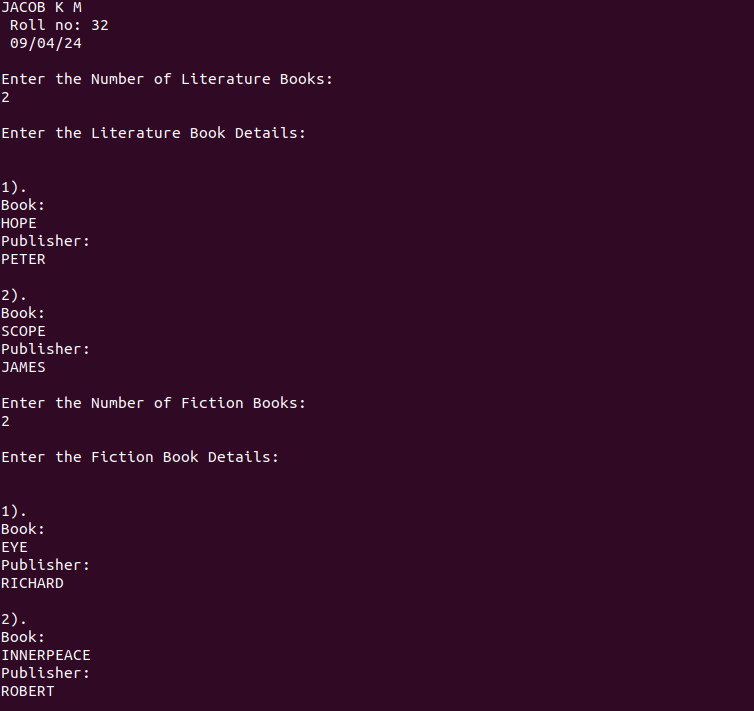 JACOB K M
Roll no: 32
09/04/24
Enter the Number of Literature Books:
2
Enter the Literature Book Details:
1).
Book:
HOPE
Publisher:
PETER
2).
Book:
SCOPE
Publisher:
JAMES
Enter the Number of Fiction Books:
2
Enter the Fiction Book Details:
1).
Book:
EYE
Publisher:
RICHARD
2).
Book:
INNERPEACE
Publisher:
ROBERT